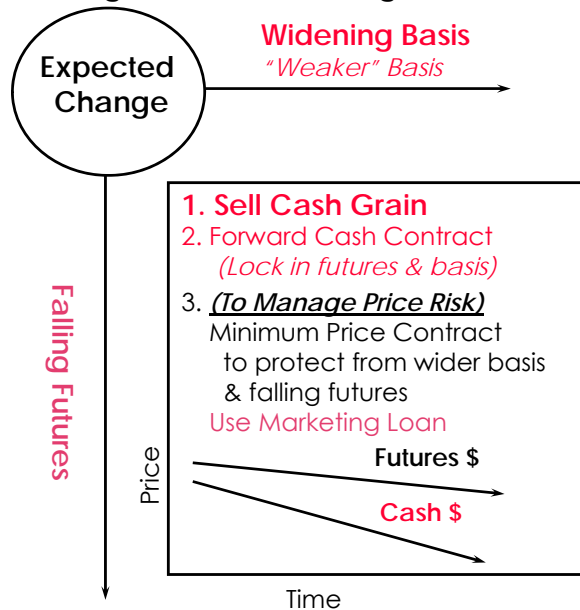 Widening Basis
"Weaker" Basis
Expected
Change
Falling Futures
1. Sell Cash Grain
2. Forward Cash Contract
(Lock in futures & basis)
3. (To Manage Price Risk)
Minimum Price Contract
to protect from wider basis
& falling futures
Use Marketing Loan
Futures $
Cash $
Price
Time